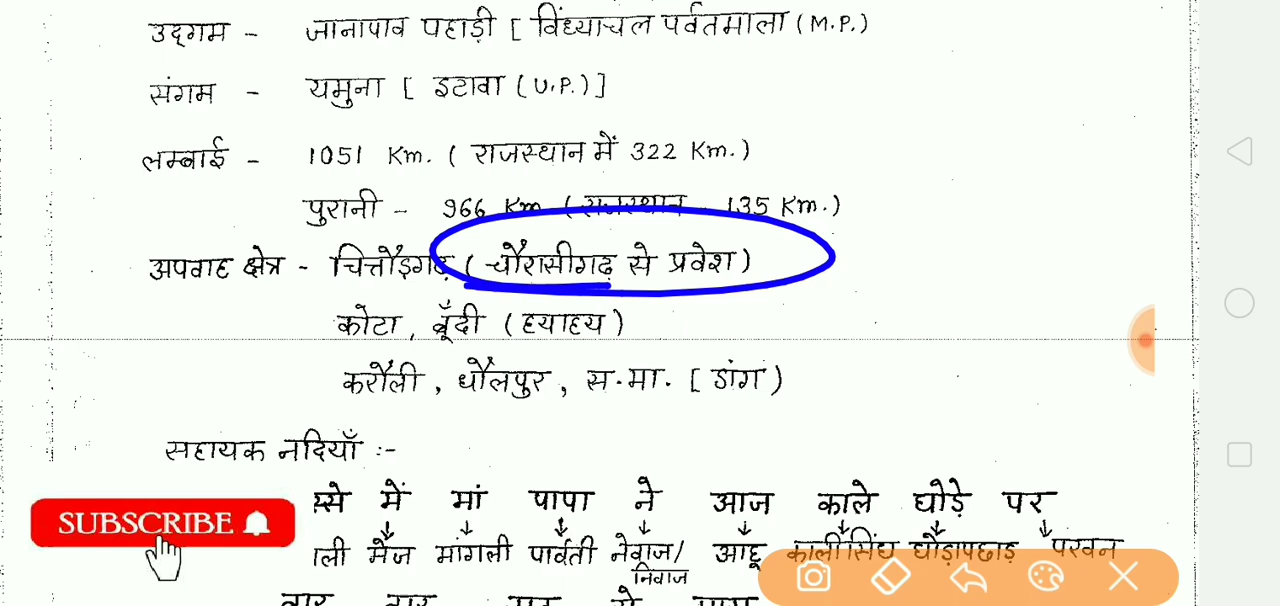 उद्‌गम - जानापाव पहाड़ी [ विंध्याचल पर्वतमाला (M.P.)
संगम - यमुना [ इटावा (U.P.)]
लम्बाई - 1051 Km. ( राजस्थान में 322 Km.)
पुरानी - 966 Km ( राजस्थान - 135 Km.)
अपवाह क्षेत्र - चित्तौड़गढ़ ( चौरासीगढ़ से प्रवेश )
कोटा, बूँदी ( हयाहय )
करौली, धौलपुर, स.मा. [ डांग )
सहायक नदियाँ :-
में मां पापा ने आज काले घोड़े पर
मेंज मांगली पार्वती नेवाज/ आहू कालीसिंध घोड़ापछाड़ परवन
निवाज
SUBSCRIBE